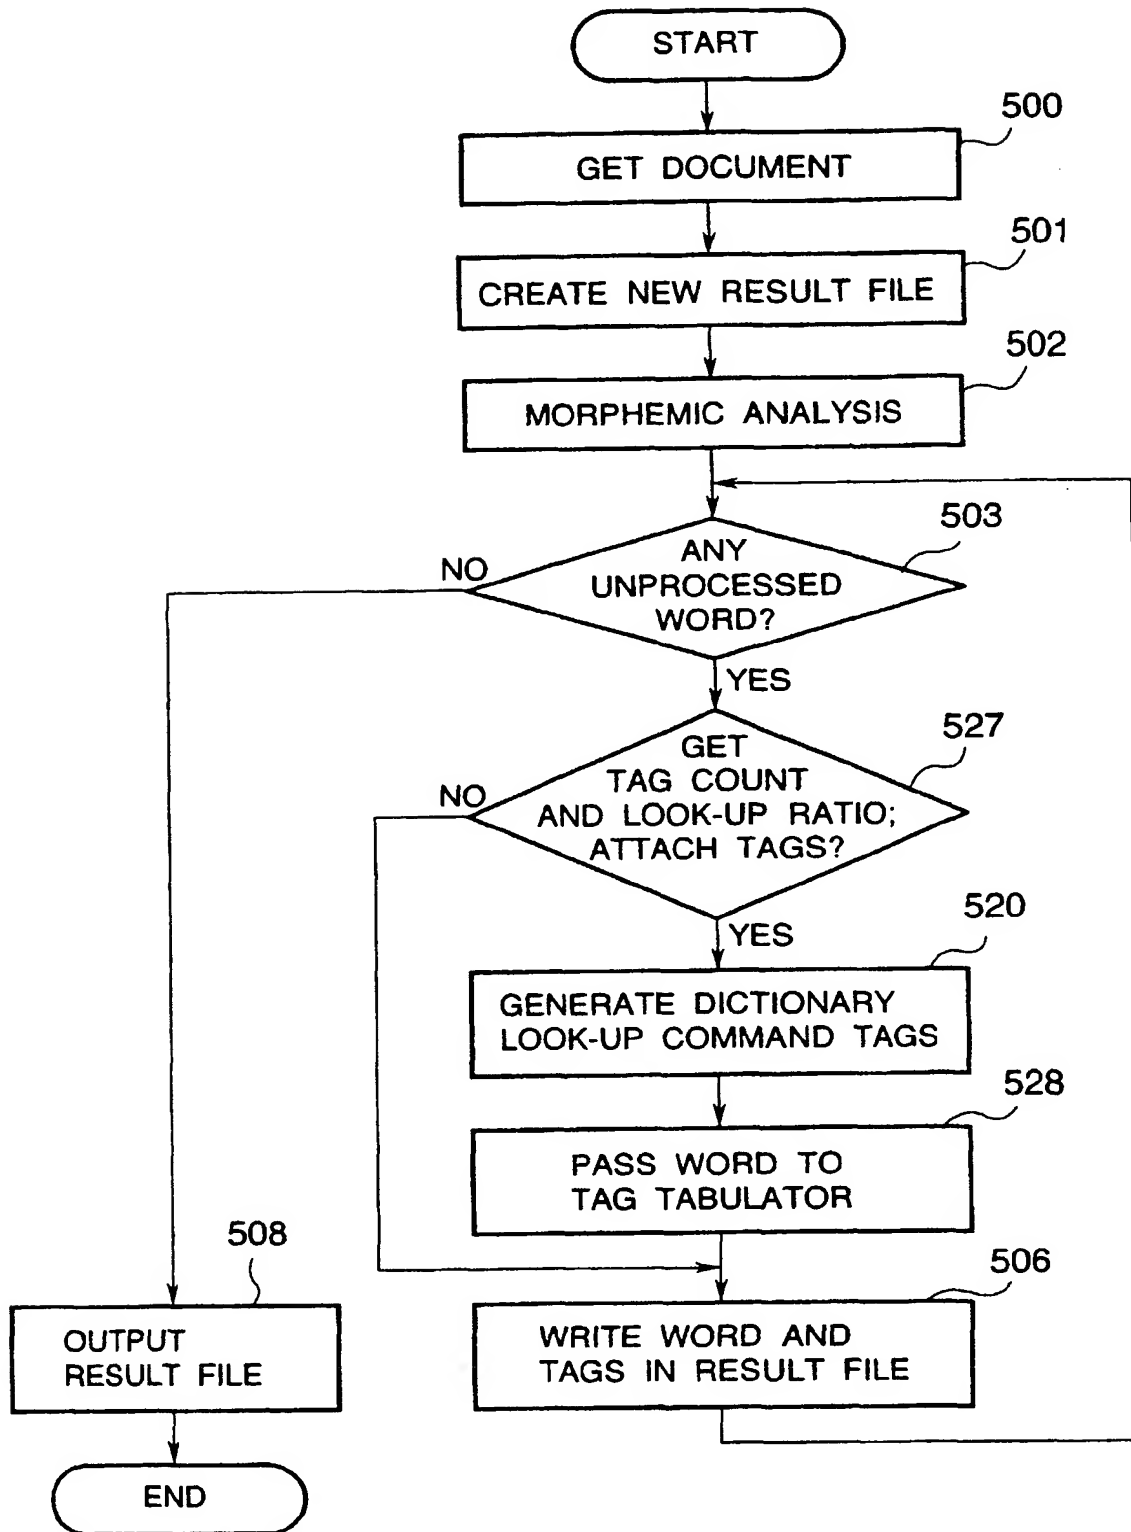 START
500
GET DOCUMENT
501
CREATE NEW RESULT FILE
502
MORPHEMIC ANALYSIS
503
ANY
UNPROCESSED
WORD?
NO
YES
527
GET
TAG COUNT
AND LOOK-UP RATIO;
ATTACH TAGS?
NO
YES
520
GENERATE DICTIONARY
LOOK-UP COMMAND TAGS
528
PASS WORD TO
TAG TABULATOR
508
OUTPUT
RESULT FILE
506
WRITE WORD AND
TAGS IN RESULT FILE
END